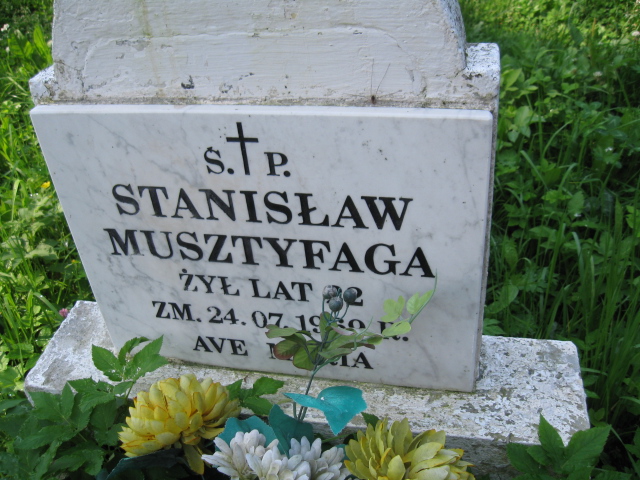 Ś. P.
STANISŁAW
MUSZTYFAGA
ŻYŁ LAT
ZM. 24. 07. R.
AVE